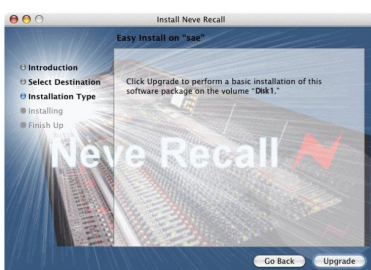 Install Neve Recall
Easy Install on "sae"
Introduction
Select Destination
Installation Type
Installing
Finish Up
Click Upgrade to perform a basic installation of this
software package on the volume "Disk1."
Neve Recall
Go Back
Upgrade